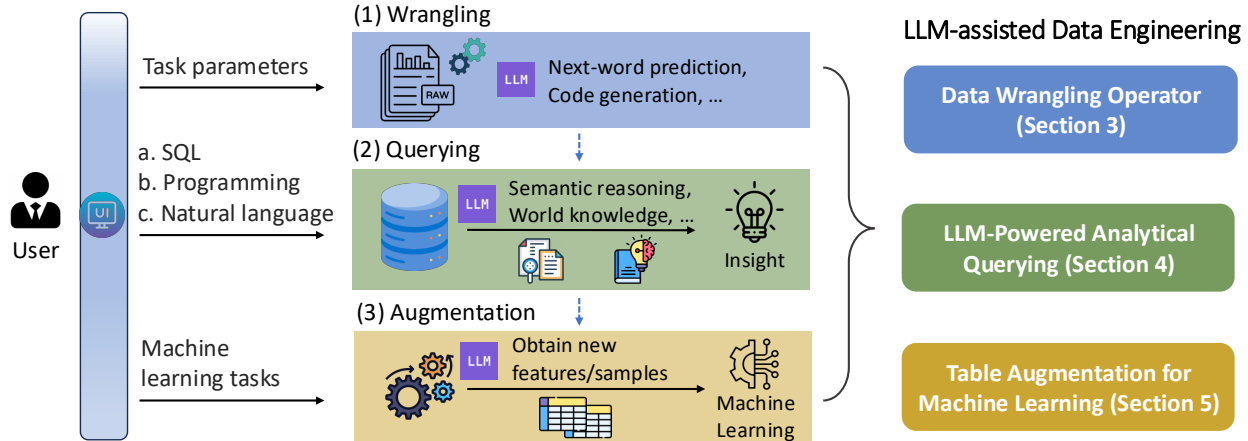 UI
User
Task parameters
a. SQL
b. Programming
c. Natural language
Machine
learning tasks
(1) Wrangling
RAW
LLM
Next-word prediction,
Code generation, ...
(2) Querying
LLM
Semantic reasoning,
World knowledge, ...
Insight
(3) Augmentation
LLM
Obtain new
features/samples
Machine
Learning
LLM-assisted Data Engineering
Data Wrangling Operator
(Section 3)
LLM-Powered Analytical
Querying (Section 4)
Table Augmentation for
Machine Learning (Section 5)